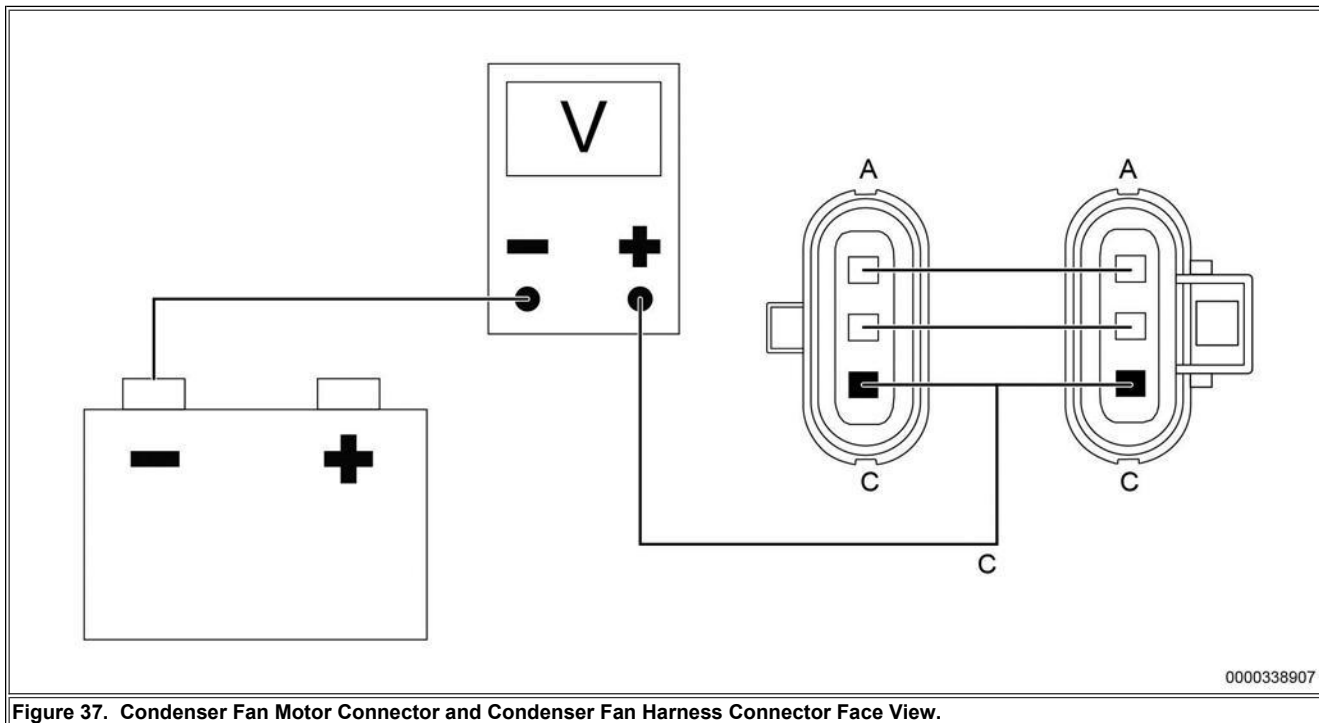 V
- +
A A
- +
C C
C
0000338907
Figure 37. Condenser Fan Motor Connector and Condenser Fan Harness Connector Face View.